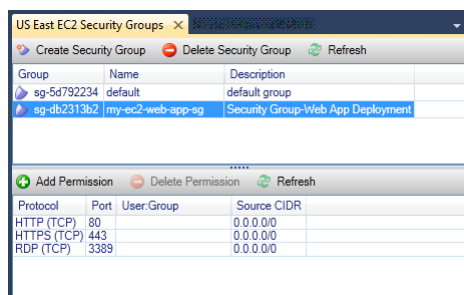 US East EC2 Security Groups
Create Security Group Delete Security Group Refresh
Group Name Description
sg-5d792234 default default group
sg-db2313b2 my-ec2-web-app-sg Security Group-Web App Deployment
Add Permission Delete Permission Refresh
Protocol Port User:Group Source CIDR
HTTP (TCP) 80 0.0.0.0/0
HTTPS (TCP) 443 0.0.0.0/0
RDP (TCP) 3389 0.0.0.0/0